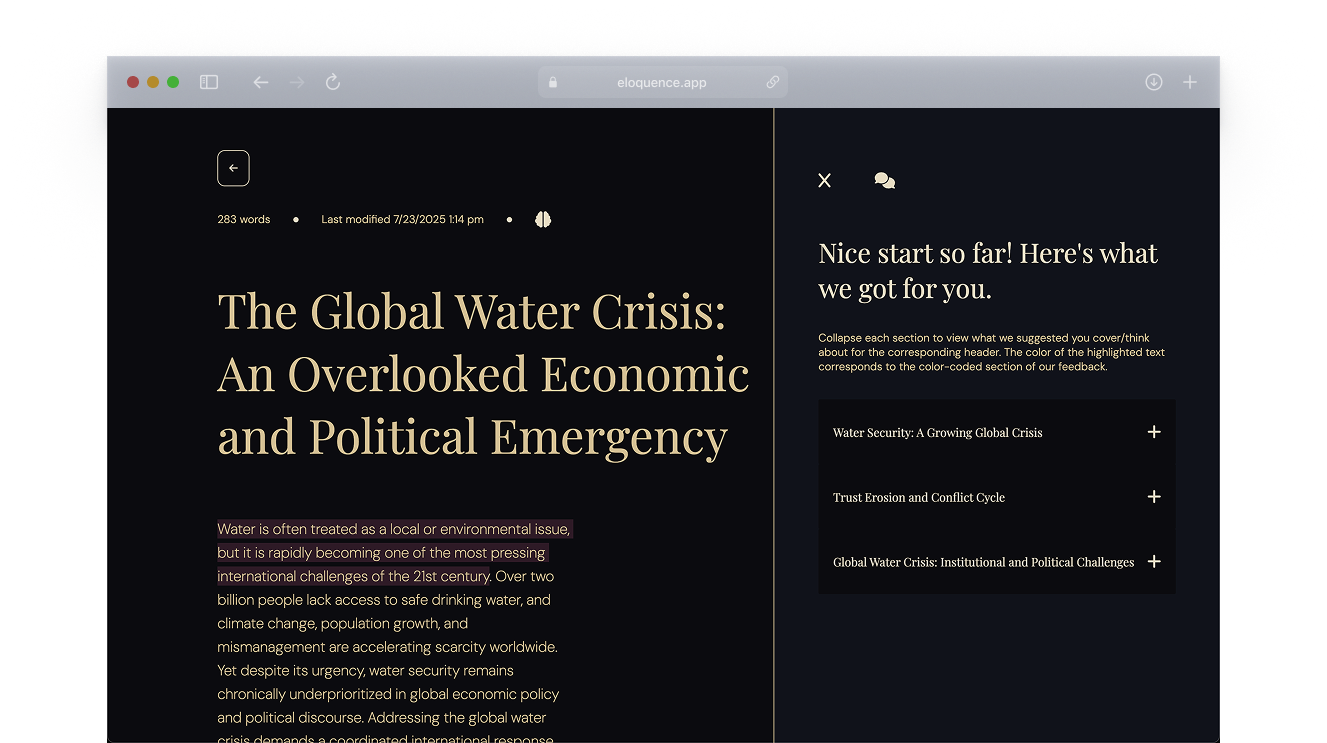 eloquence.app
283 words • Last modified 7/23/2025 1:14 pm •
The Global Water Crisis:
An Overlooked Economic
and Political Emergency
Water is often treated as a local or environmental issue,
but it is rapidly becoming one of the most pressing
international challenges of the 21st century. Over two
billion people lack access to safe drinking water, and
climate change, population growth, and
mismanagement are accelerating scarcity worldwide.
Yet despite its urgency, water security remains
chronically underprioritized in global economic policy
and political discourse. Addressing the global water
crisis demands a coordinated international response
X
Nice start so far! Here's what
we got for you.
Collapse each section to view what we suggested you cover/think
about for the corresponding header. The color of the highlighted text
corresponds to the color-coded section of our feedback.
Water Security: A Growing Global Crisis
Trust Erosion and Conflict Cycle
Global Water Crisis: Institutional and Political Challenges